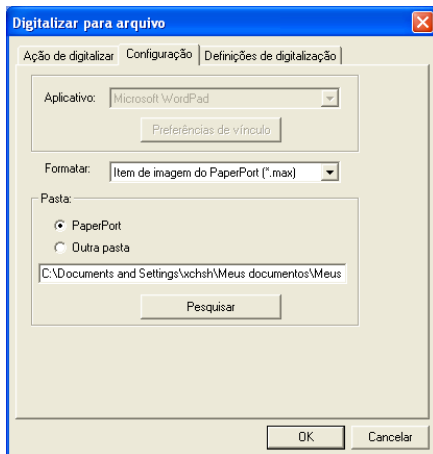 Digitalizar para arquivo
Ação de digitalizar Configuração Definições de digitalização
Aplicativo: Microsoft WordPad
Preferências de vínculo
Formatar: Item de imagem do PaperPort (*.max)
Pasta:
PaperPort
Outra pasta
C:\Documents and Settings\xchsh\Meus documentos\Meus
Pesquisar
OK Cancelar